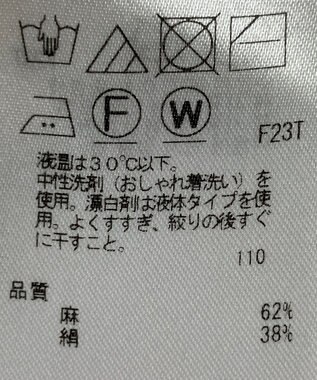 F W
F23T
液温は30℃以下。
中性洗剤（おしゃれ着洗い）を
使用。漂白剤は液体タイプを使
用。よくすすぎ、絞りの後すぐ
に干すこと。
110
品質
麻 62%
絹 38%